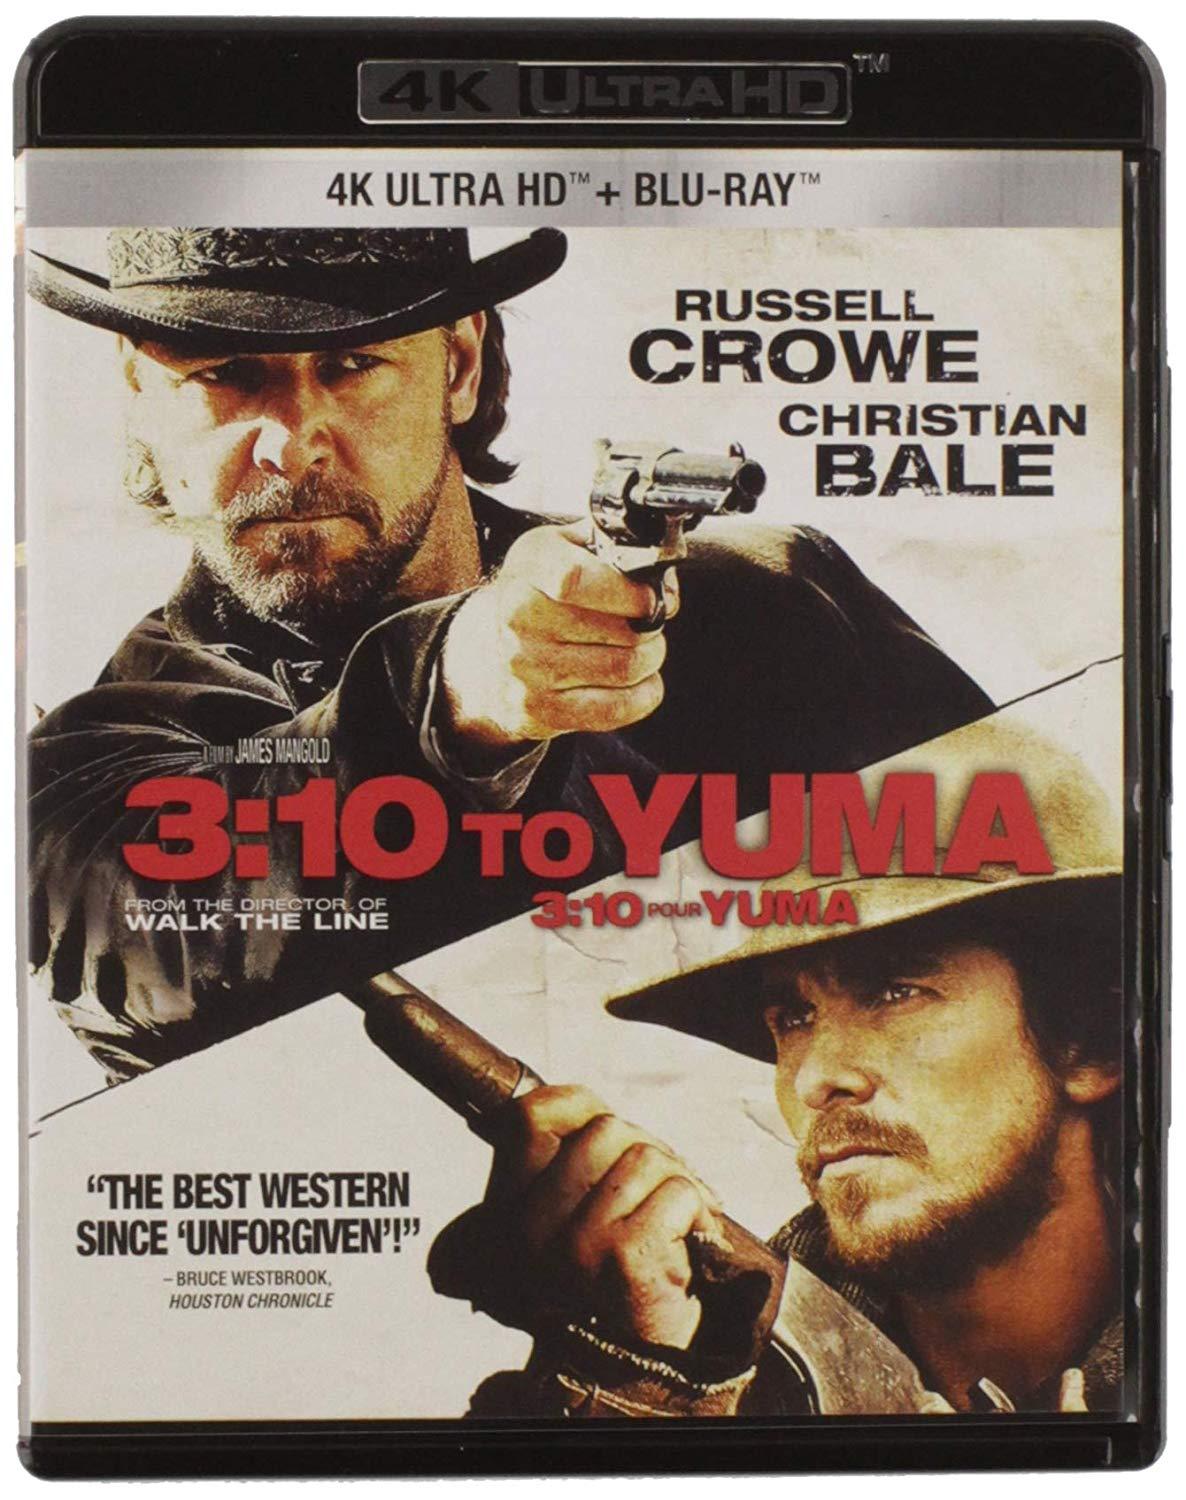 4K ULTRA HD™
4K ULTRA HD™ + BLU-RAY™
RUSSELL
CROWE
CHRISTIAN
BALE
A FILM BY JAMES MANGOLD
3:10 TO YUMA
FROM THE DIRECTOR OF
WALK THE LINE
3:10 POUR YUMA
“THE BEST WESTERN
SINCE ‘UNFORGIVEN’!”
– BRUCE WESTBROOK,
HOUSTON CHRONICLE